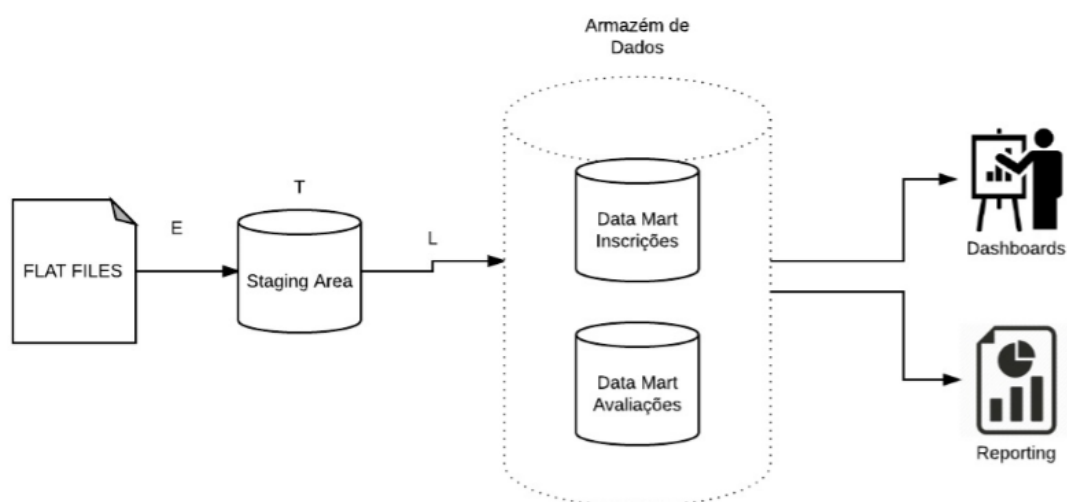 Armazém de
Dados
FLAT FILES
E
T
Staging Area
L
Data Mart
Inscrições
Data Mart
Avaliações
Dashboards
Reporting